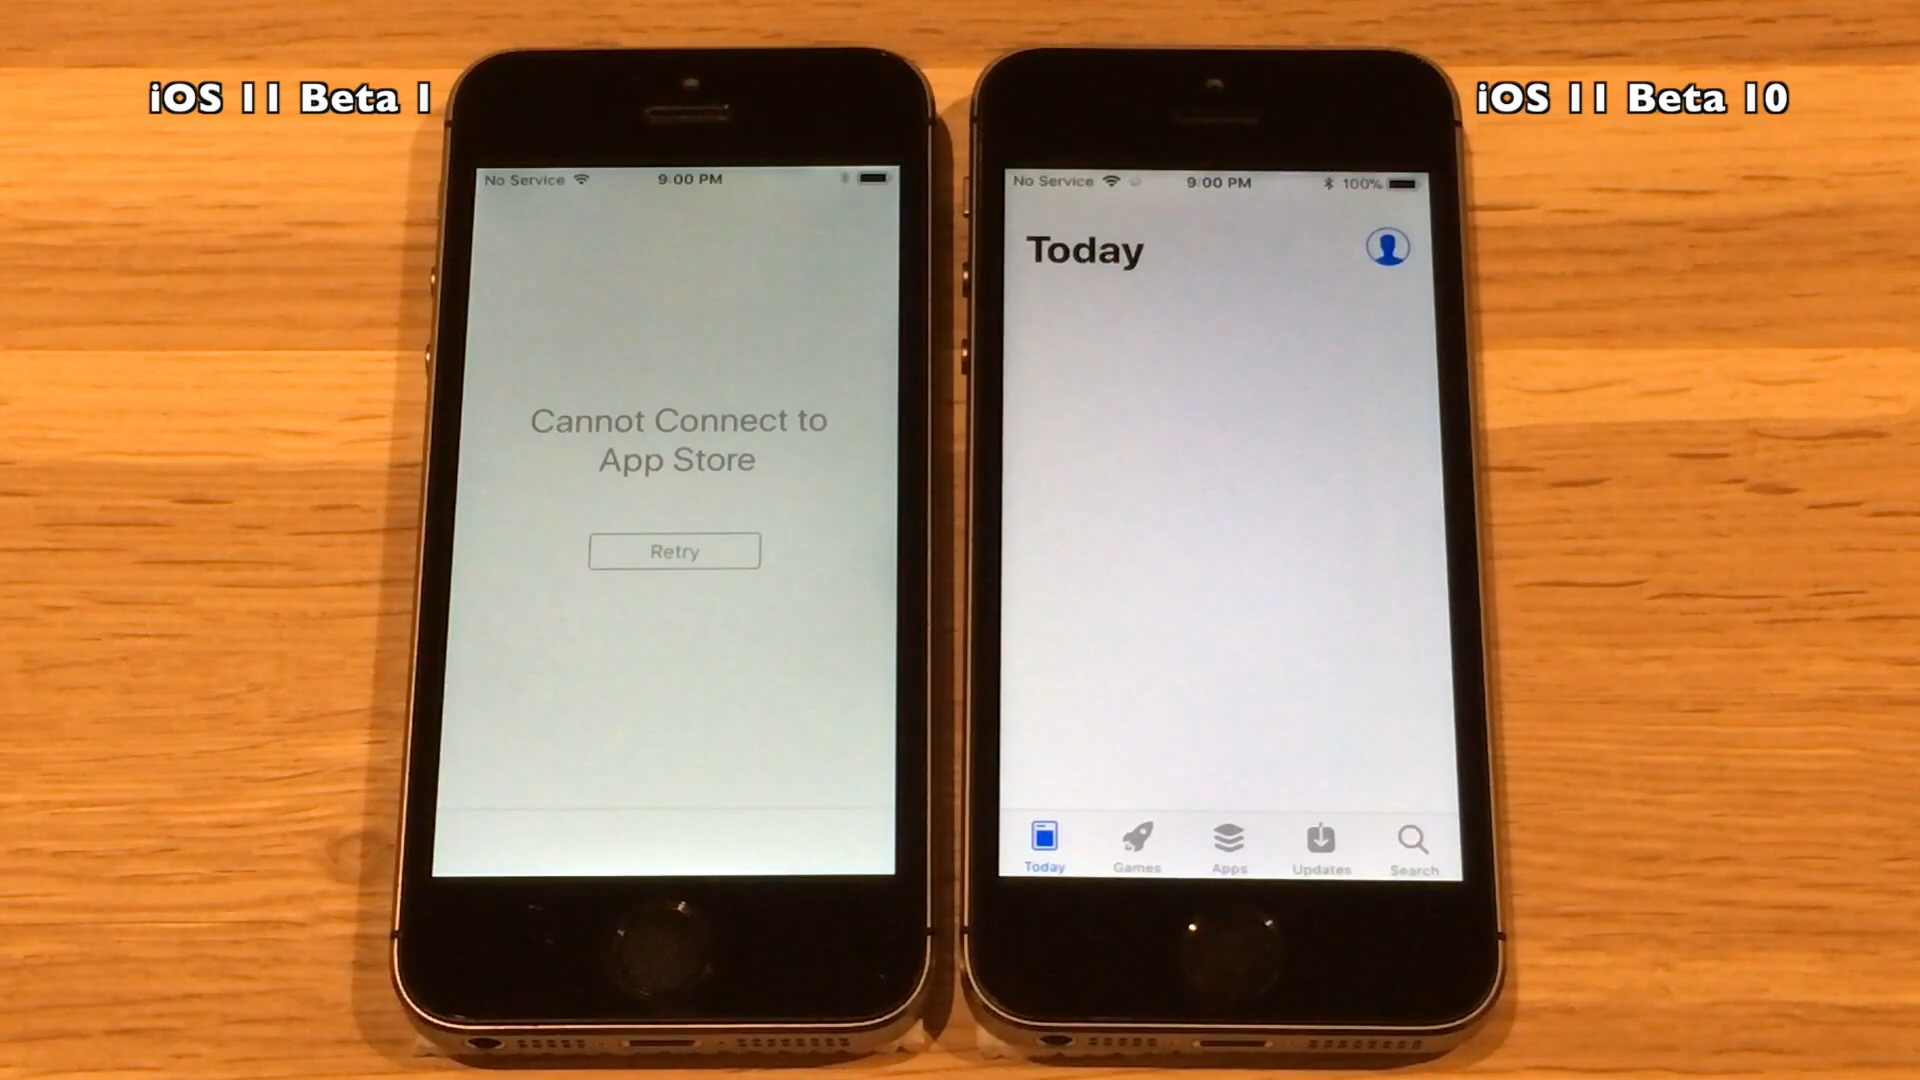 iOS 11 Beta 1
iOS 11 Beta 10
No Service
9:00 PM
Cannot Connect to
App Store
Retry
No Service
9:00 PM
100%
Today
Today
Games
Apps
Updates
Search